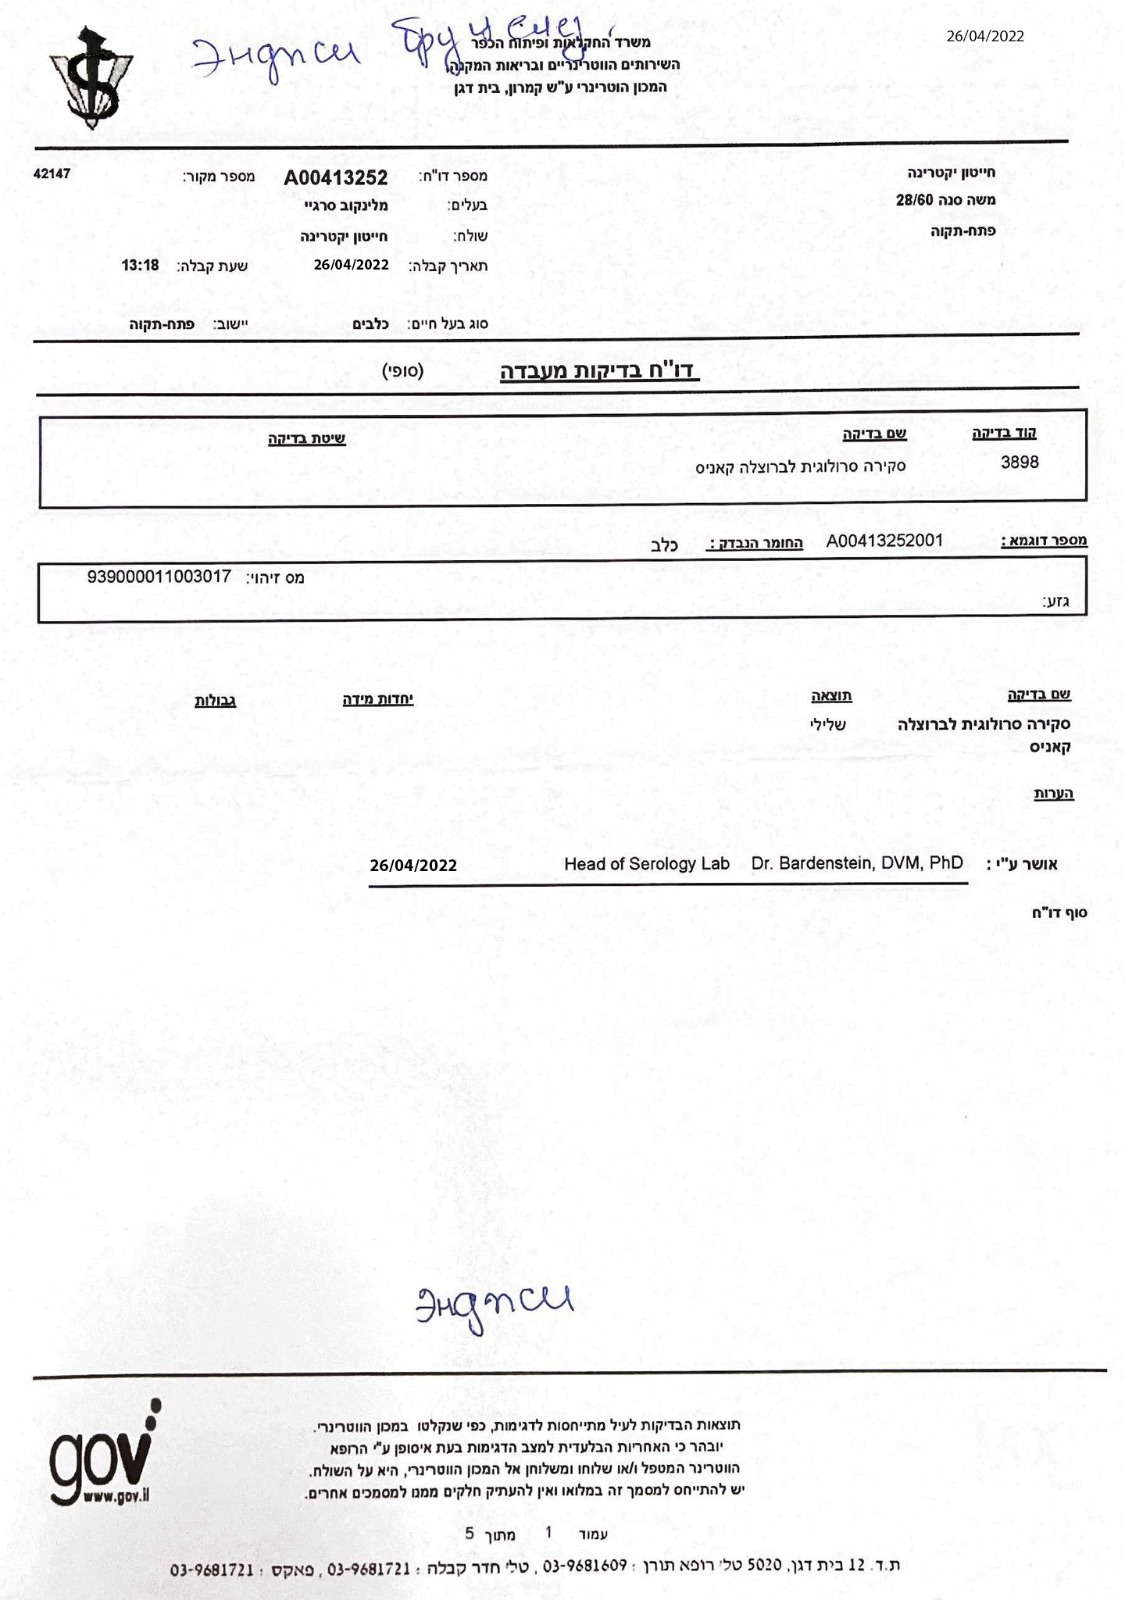 Эндпси Бруцелез.
26/04/2022
משרד החקלאות ופיתוח הכפר
השירותים הווטרינריים ובריאות המקנה,
המכון הוטרינרי ע"ש קמרון, בית דגן
חייטון יקטרינה
משה סנה 28/60
פתח-תקוה
מספר דו"ח: A00413252 מספר מקור: 42147
בעלים: מלינקוב סרגיי
שולח: חייטון יקטרינה
תאריך קבלה: 26/04/2022 שעת קבלה: 13:18
סוג בעל חיים: כלבים יישוב: פתח-תקוה
דו"ח בדיקות מעבדה (סופי)
קוד בדיקה שם בדיקה שיטת בדיקה
3898 סקירה סרולוגית לברוצלה קאניס
מספר דוגמא : A00413252001 החומר הנבדק : כלב
מס זיהוי: 939000011003017
גזע:
שם בדיקה תוצאה יחדות מידה גבולות
סקירה סרולוגית לברוצלה שלילי
קאניס
הערות
אושר ע"י : Head of Serology Lab Dr. Bardenstein, DVM, PhD 26/04/2022
סוף דו"ח
Эндпси
gov
www.gov.il
תוצאות הבדיקות לעיל מתייחסות לדגימות, כפי שנקלטו במכון הווטרינרי.
יובהר כי האחריות הבלעדית למצב הדגימות בעת איסופן ע"י הרופא
הווטרינר המטפל ו/או שלוחו ומשלוחן אל המכון הווטרינרי, היא על השולח.
יש להתייחס למסמך זה במלואו ואין להעתיק חלקים ממנו למסמכים אחרים.
עמוד 1 מתוך 5
ת.ד. 12 בית דגן, 5020 טל' רופא תורן : 03-9681609 , טל' חדר קבלה : 03-9681721 , פאקס : 03-9681721